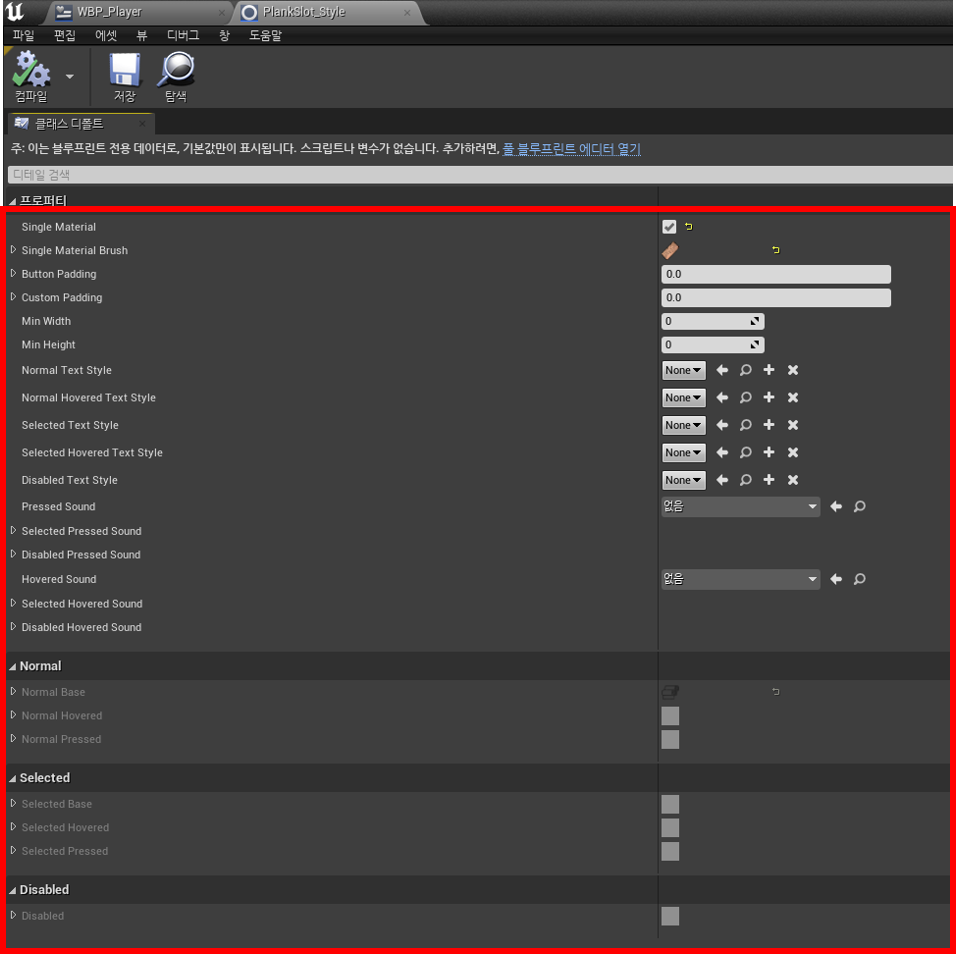 WBP_Player
PlankSlot_Style
파일 편집 에셋 뷰 디버그 창 도움말
컴파일 저장 탐색
클래스 디폴트
주: 이는 블루프린트 전용 데이터로, 기본값만이 표시됩니다. 스크립트나 변수가 없습니다. 추가하려면, 풀 블루프린트 에디터 열기
디테일 검색
프로퍼티
Single Material
Single Material Brush
Button Padding 0.0
Custom Padding 0.0
Min Width 0
Min Height 0
Normal Text Style None
Normal Hovered Text Style None
Selected Text Style None
Selected Hovered Text Style None
Disabled Text Style None
Pressed Sound 없음
Selected Pressed Sound
Disabled Pressed Sound
Hovered Sound 없음
Selected Hovered Sound
Disabled Hovered Sound
Normal
Normal Base
Normal Hovered
Normal Pressed
Selected
Selected Base
Selected Hovered
Selected Pressed
Disabled
Disabled